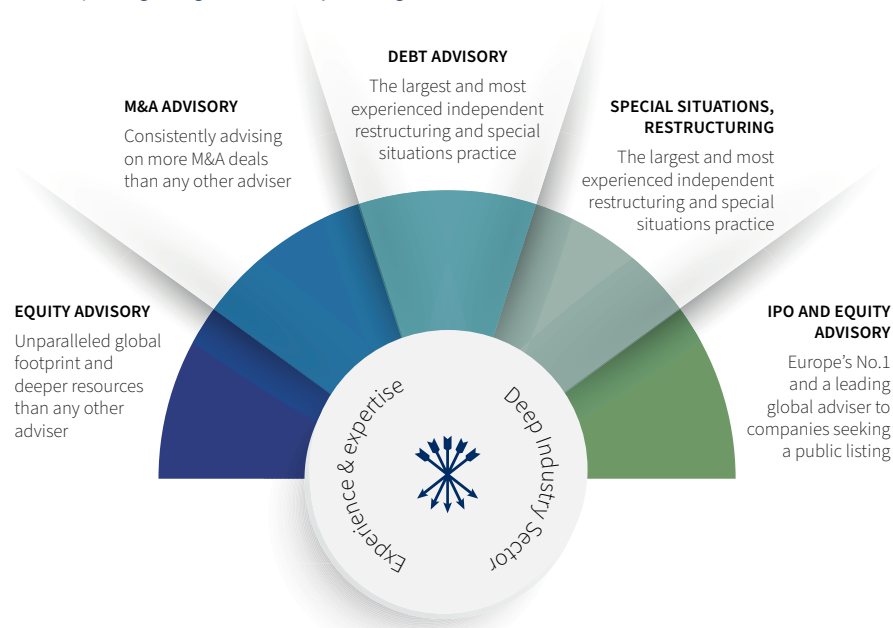 EQUITY ADVISORY
Unparalleled global
footprint and
deeper resources
than any other
adviser
M&A ADVISORY
Consistently advising
on more M&A deals
than any other adviser
DEBT ADVISORY
The largest and most
experienced independent
restructuring and special
situations practice
SPECIAL SITUATIONS,
RESTRUCTURING
The largest and most
experienced independent
restructuring and special
situations practice
IPO AND EQUITY
ADVISORY
Europe’s No.1
and a leading
global adviser to
companies seeking
a public listing
Experience & expertise
Deep Industry Sector